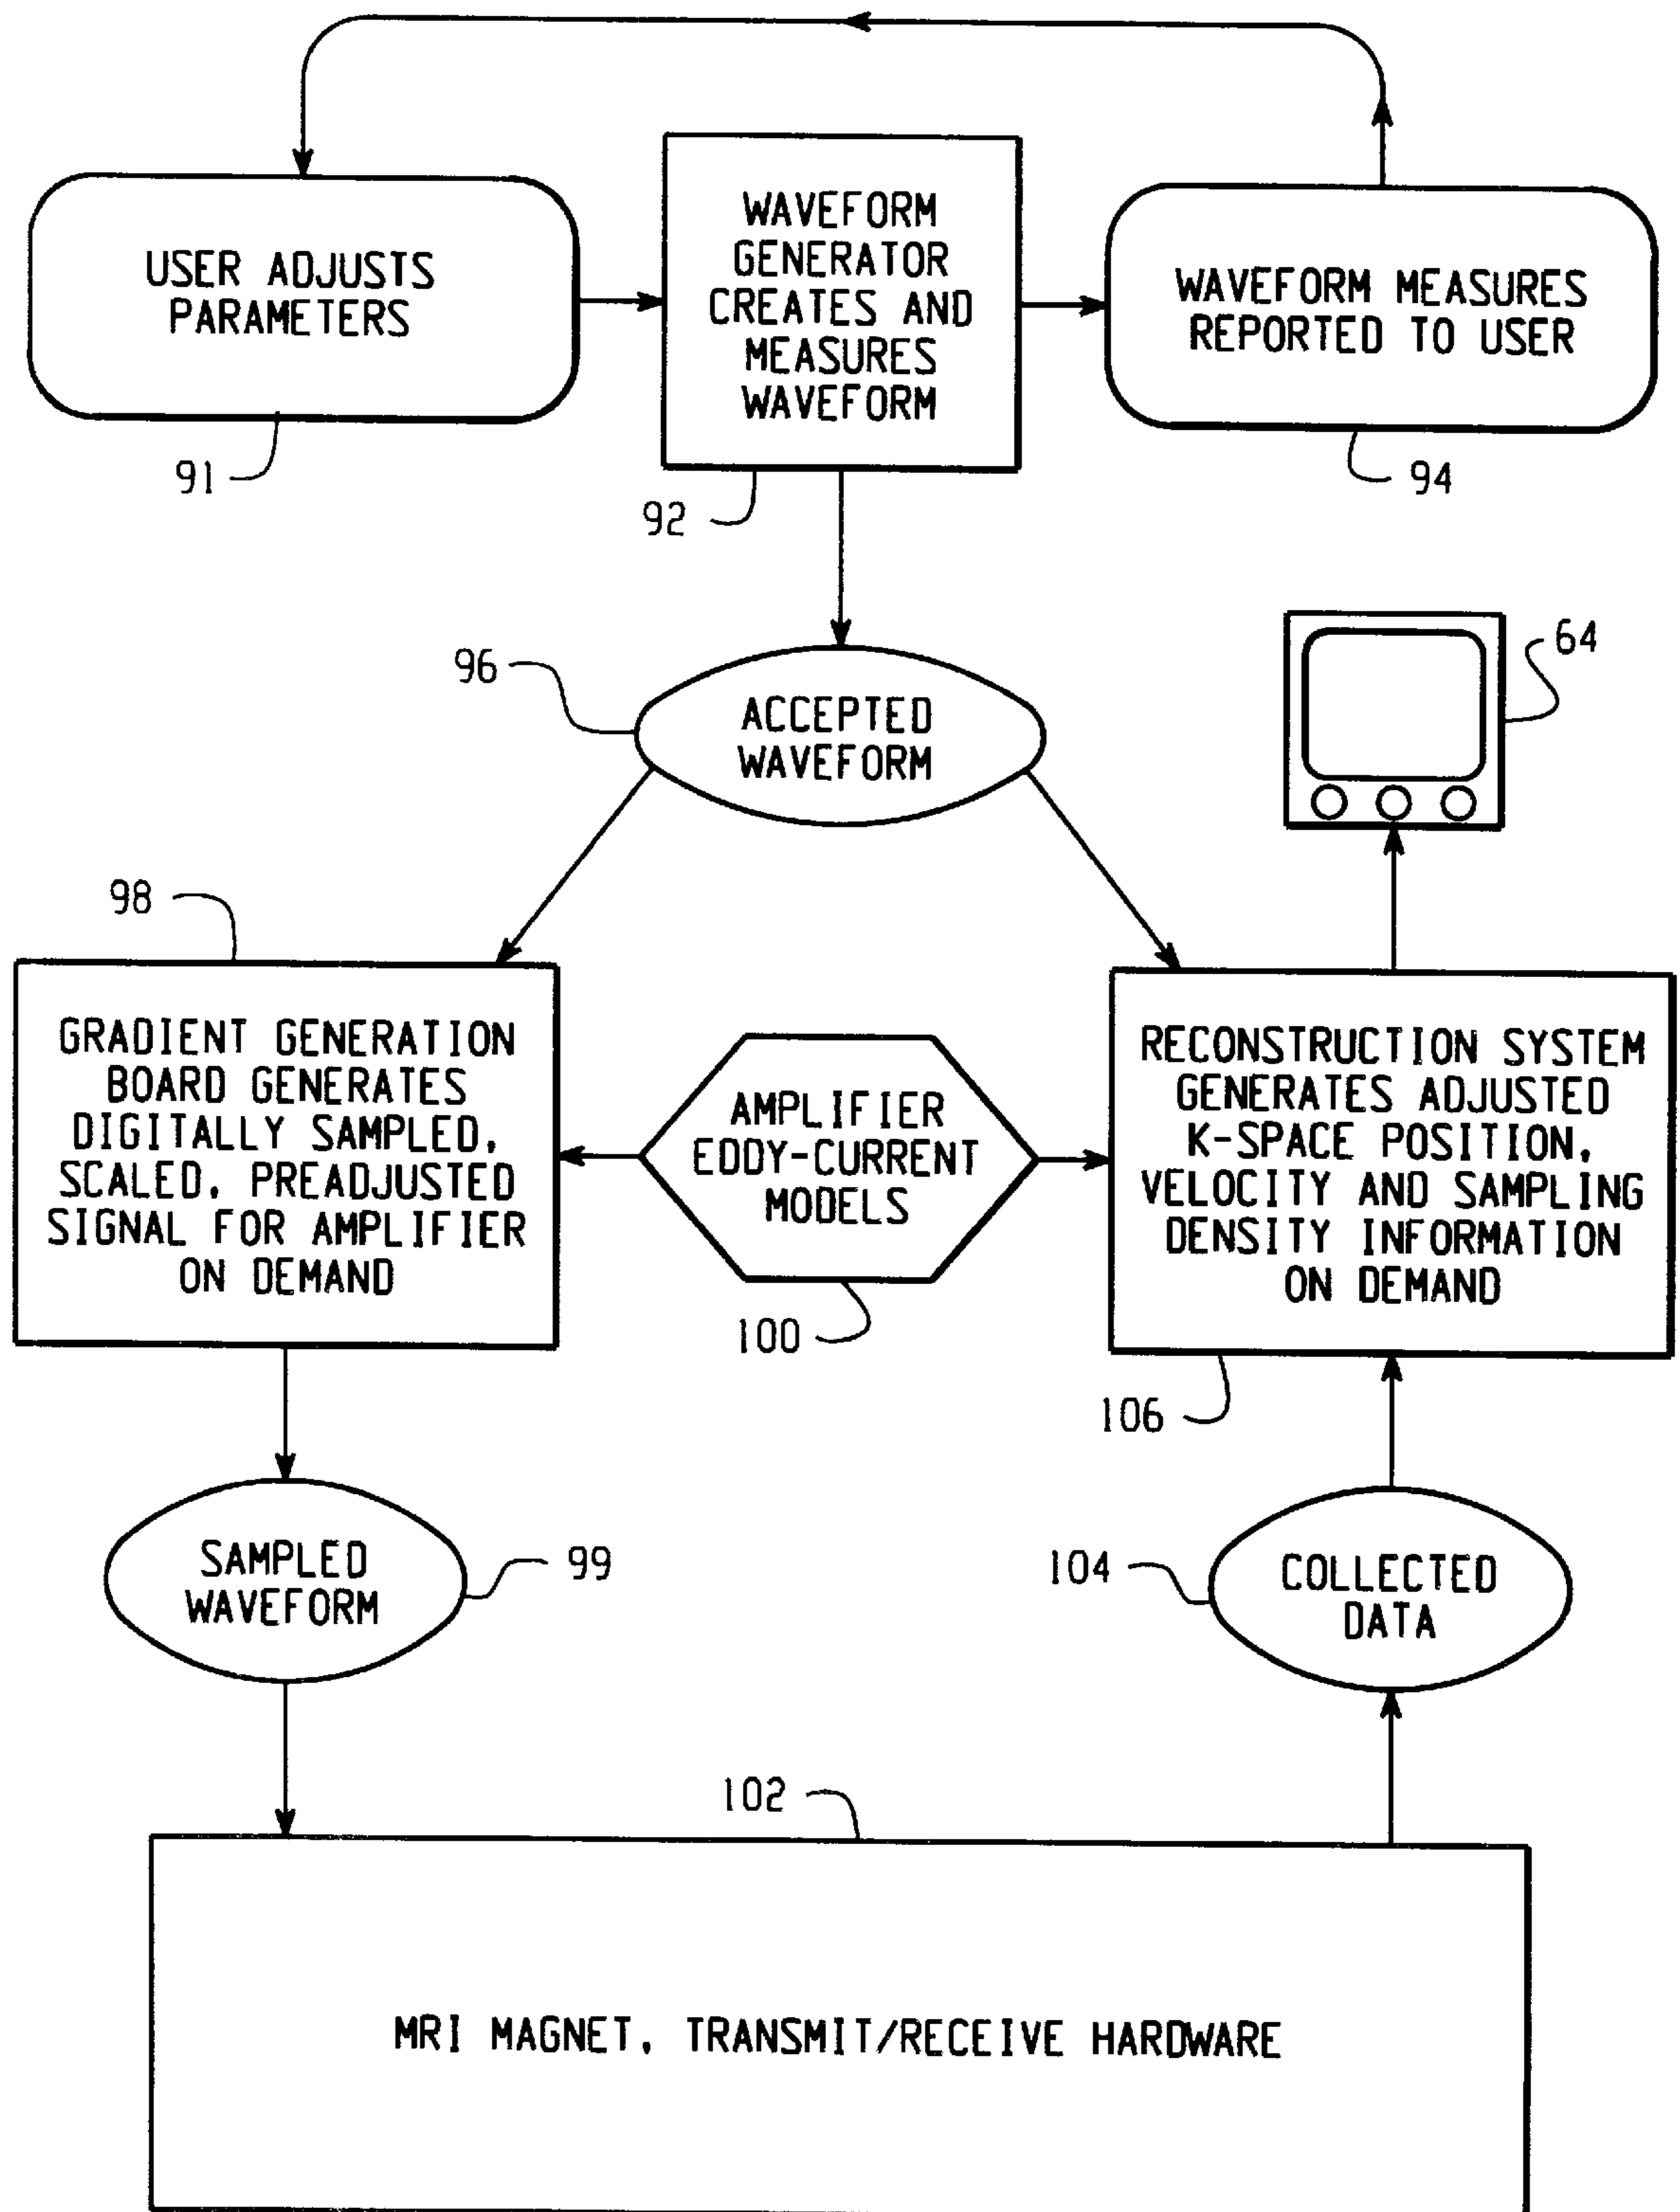 USER ADJUSTS
PARAMETERS
91
WAVEFORM
GENERATOR
CREATES AND
MEASURES
WAVEFORM
92
WAVEFORM MEASURES
REPORTED TO USER
94
96
ACCEPTED
WAVEFORM
64
98
GRADIENT GENERATION
BOARD GENERATES
DIGITALLY SAMPLED,
SCALED, PREADJUSTED
SIGNAL FOR AMPLIFIER
ON DEMAND
AMPLIFIER
EDDY-CURRENT
MODELS
100
RECONSTRUCTION SYSTEM
GENERATES ADJUSTED
K-SPACE POSITION,
VELOCITY AND SAMPLING
DENSITY INFORMATION
ON DEMAND
106
SAMPLED
WAVEFORM
99
104
COLLECTED
DATA
102
MRI MAGNET, TRANSMIT/RECEIVE HARDWARE